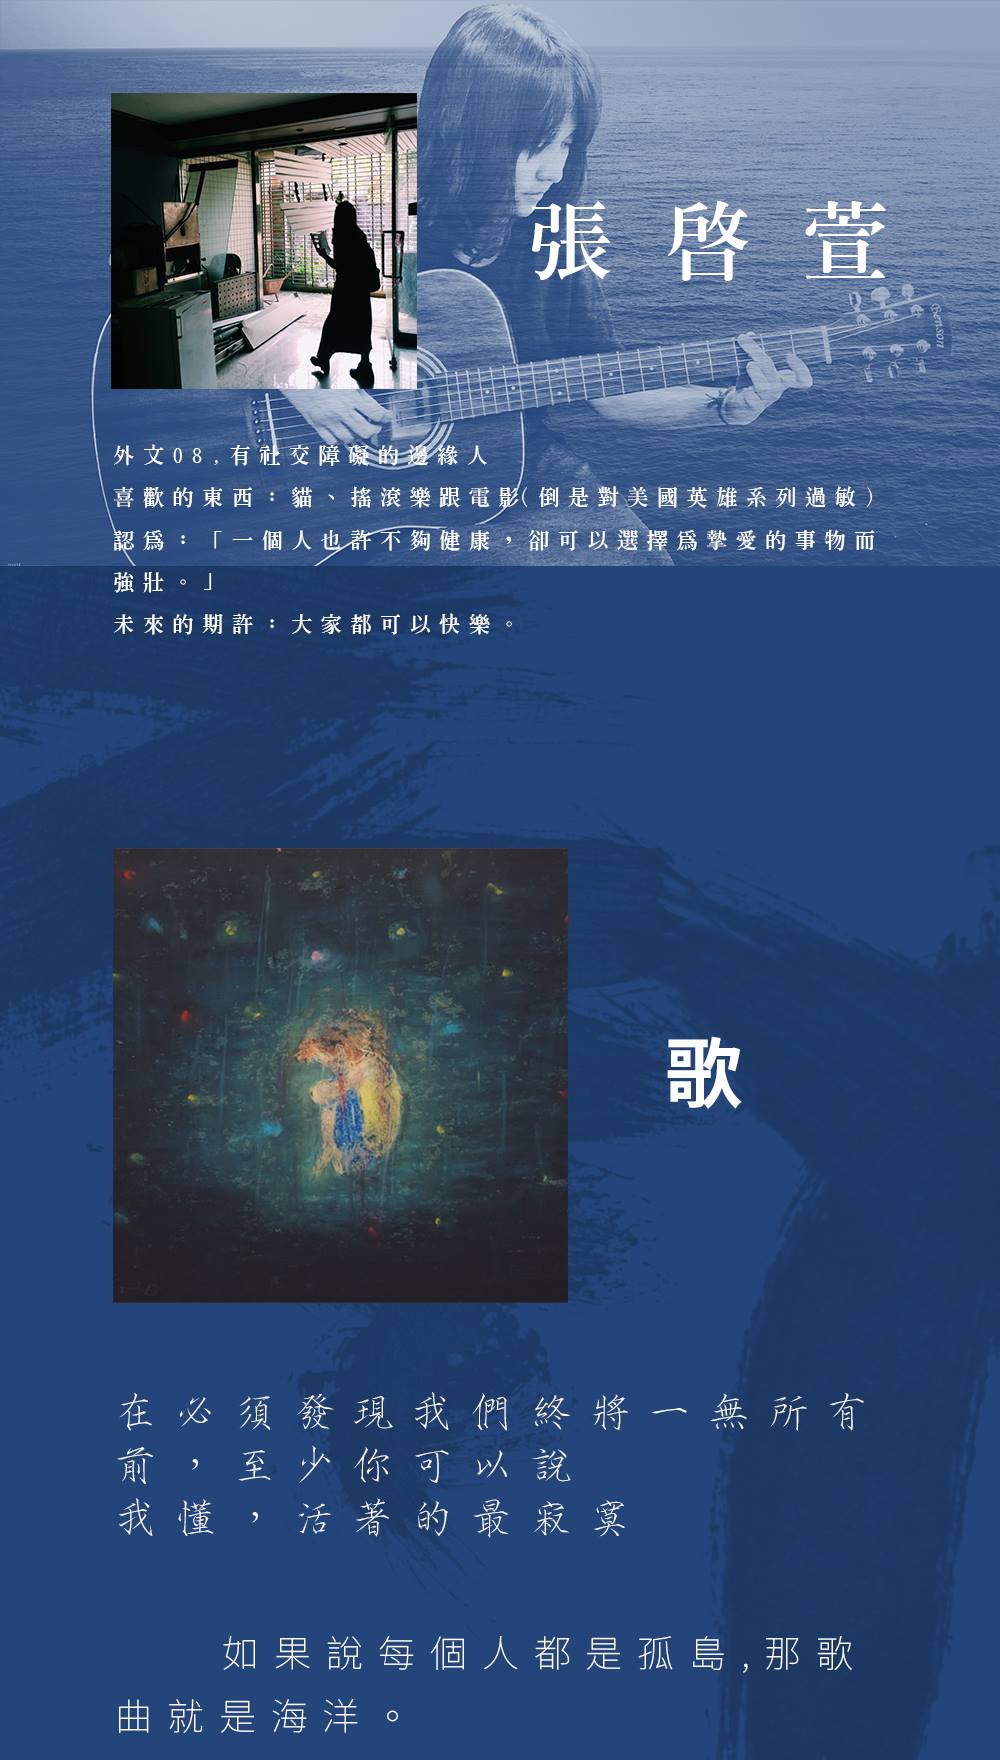 張啓萱
外文08,有社交障礙的邊緣人
喜歡的東西：貓、搖滾樂跟電影(倒是對美國英雄系列過敏)
認爲：「一個人也許不夠健康，卻可以選擇爲摯愛的事物而
強壯。」
未來的期許：大家都可以快樂。
歌
在必須發現我們終將一無所有
前，至少你可以說
我懂，活著的最寂寞
如果說每個人都是孤島,那歌
曲就是海洋。